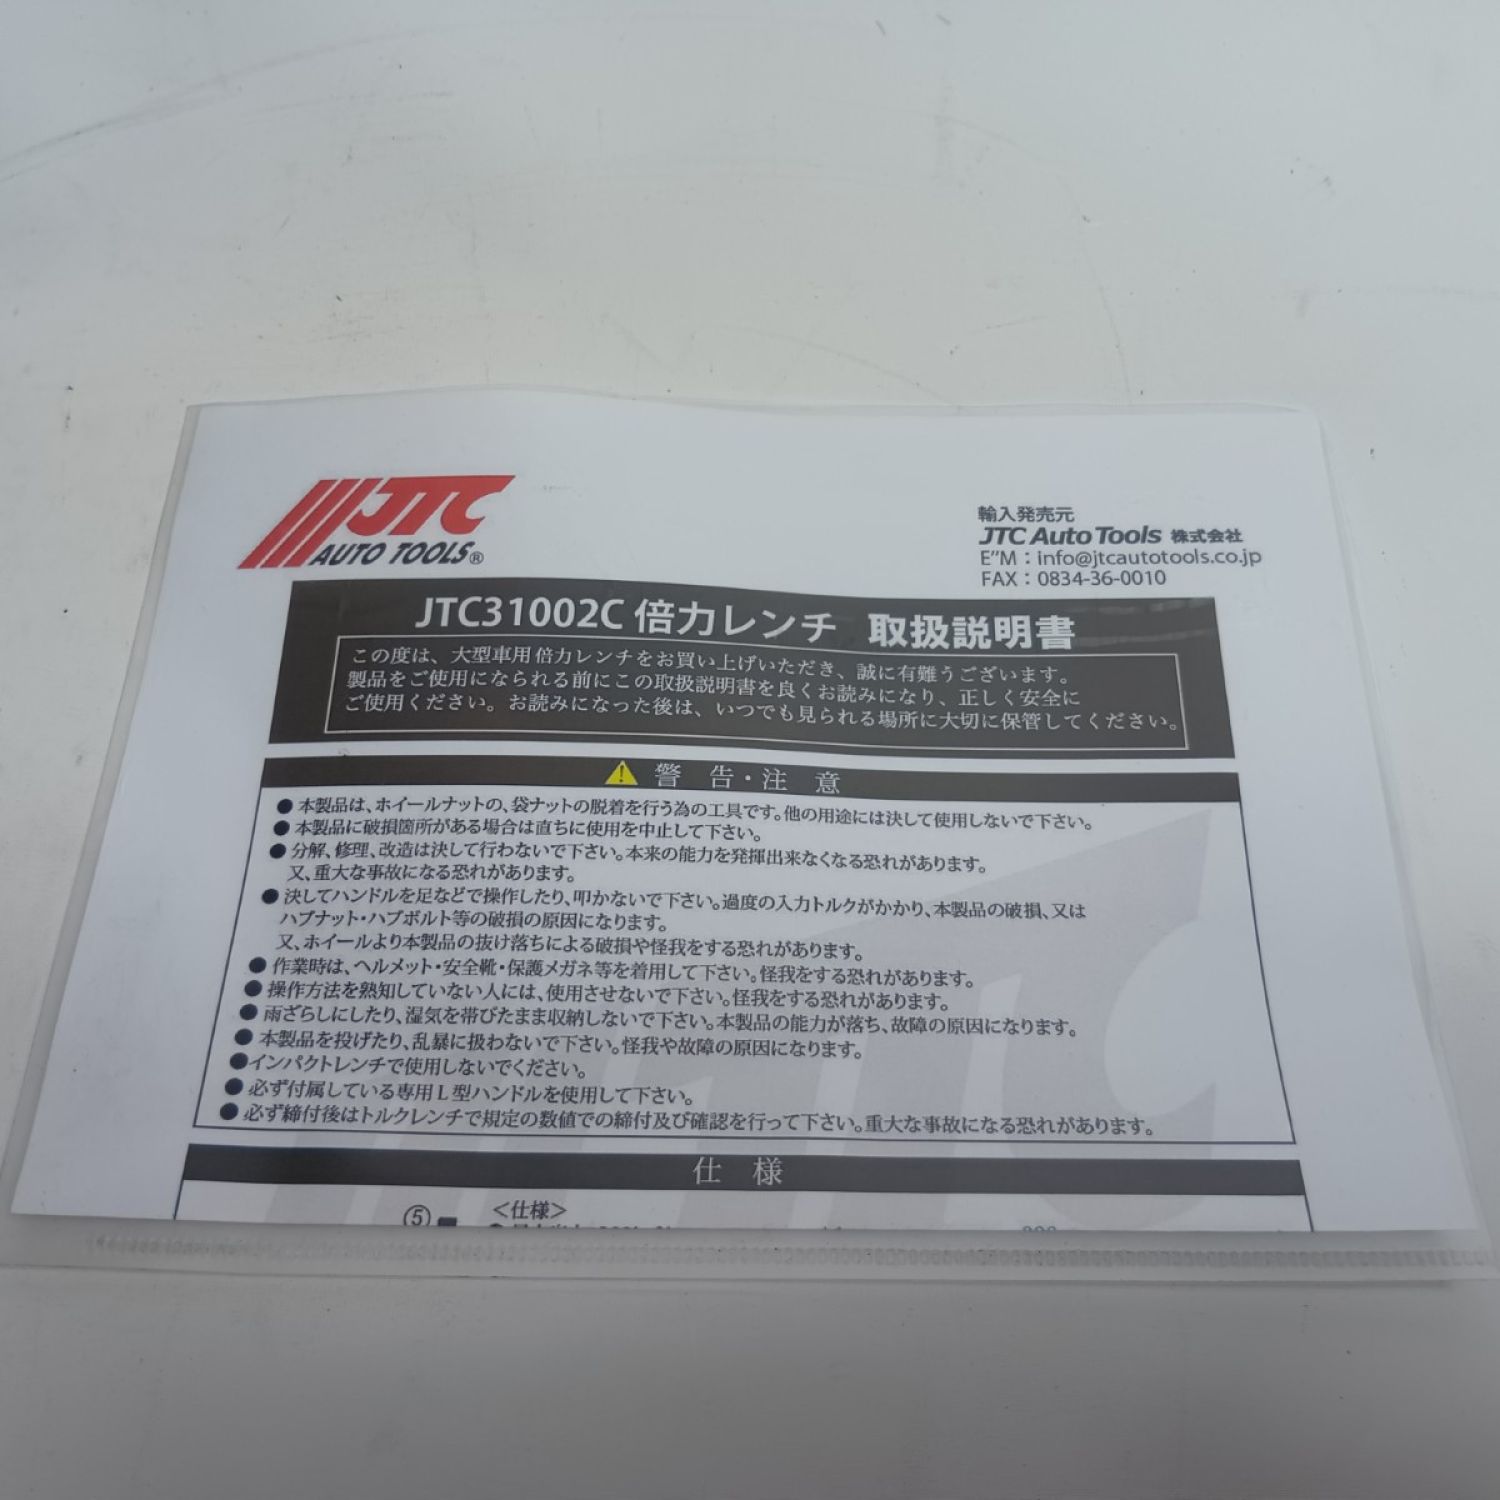 JTC
AUTO TOOLS®
輸入発売元
JTC Auto Tools 株式会社
E"M：info@jtcautotools.co.jp
FAX：0834-36-0010
JTC31002C 倍力レンチ 取扱説明書
この度は、大型車用倍力レンチをお買い上げいただき、誠に有難うございます。
製品をご使用になられる前にこの取扱説明書を良くお読みになり、正しく安全に
ご使用ください。お読みになった後は、いつでも見られる場所に大切に保管してください。
警 告・注 意
●本製品は、ホイールナットの、袋ナットの脱着を行う為の工具です。他の用途には決して使用しないで下さい。
●本製品に破損箇所がある場合は直ちに使用を中止して下さい。
●分解、修理、改造は決して行わないで下さい。本来の能力を発揮出来なくなる恐れがあります。
又、重大な事故になる恐れがあります。
●決してハンドルを足などで操作したり、叩かないで下さい。過度の入力トルクがかかり、本製品の破損、又は
ハブナット・ハブボルト等の破損の原因になります。
又、ホイールより本製品の抜け落ちによる破損や怪我をする恐れがあります。
●作業時は、ヘルメット・安全靴・保護メガネ等を着用して下さい。怪我をする恐れがあります。
●操作方法を熟知していない人には、使用させないで下さい。怪我をする恐れがあります。
●雨ざらしにしたり、湿気を帯びたまま収納しないで下さい。本製品の能力が落ち、故障の原因になります。
●本製品を投げたり、乱暴に扱わないで下さい。怪我や故障の原因になります。
●インパクトレンチで使用しないでください。
●必ず付属している専用Ｌ型ハンドルを使用して下さい。
●必ず締付後はトルクレンチで規定の数値での締付及び確認を行って下さい。重大な事故になる恐れがあります。
仕 様
⑤
＜仕様＞